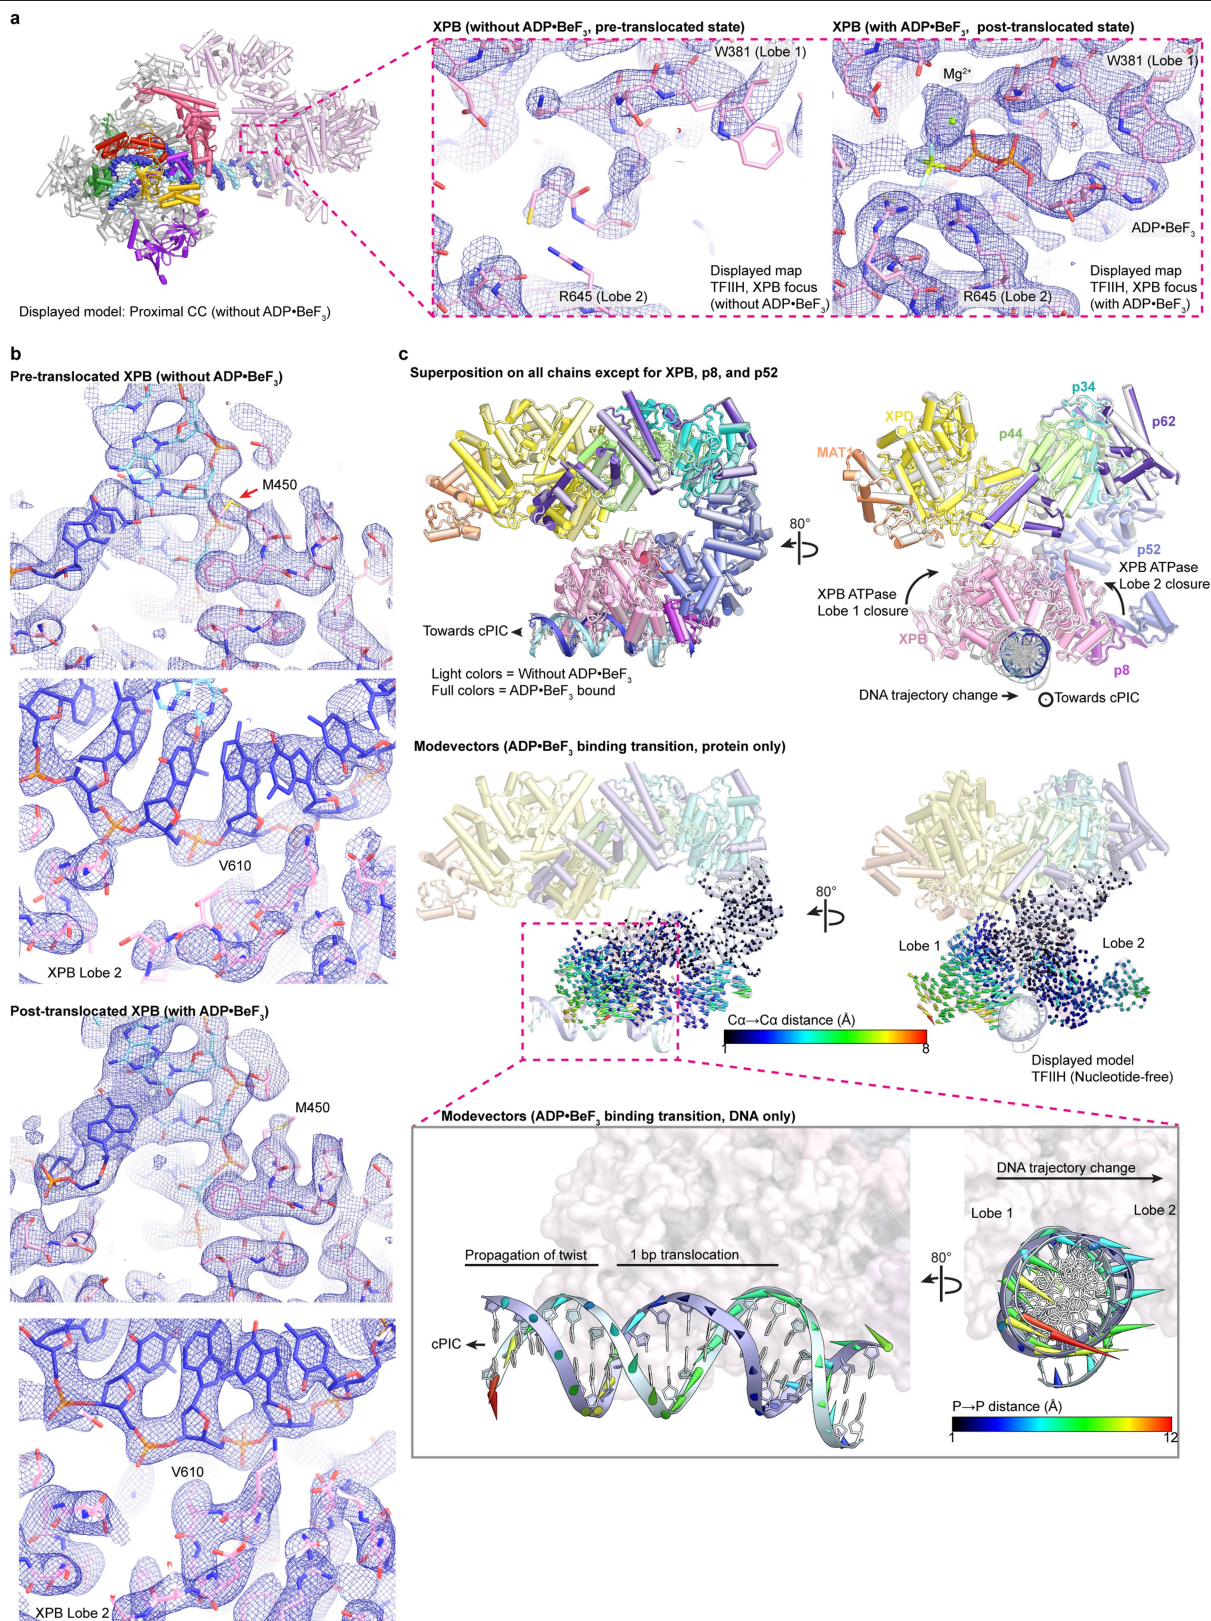 a
XPB (without ADP•BeF3, pre-translocated state)
W381 (Lobe 1)
R645 (Lobe 2)
Displayed map
TFIIH, XPB focus
(without ADP•BeF3)
XPB (with ADP•BeF3, post-translocated state)
Mg2+
W381 (Lobe 1)
ADP•BeF3
R645 (Lobe 2)
Displayed map
TFIIH, XPB focus
(with ADP•BeF3)
Displayed model: Proximal CC (without ADP•BeF3)
b
Pre-translocated XPB (without ADP•BeF3)
M450
V610
XPB Lobe 2
Post-translocated XPB (with ADP•BeF3)
M450
V610
XPB Lobe 2
c
Superposition on all chains except for XPB, p8, and p52
Towards cPIC
Light colors = Without ADP•BeF3
Full colors = ADP•BeF3 bound
80°
p34
XPD
p62
p44
MAT1
p52
XPB ATPase
Lobe 2 closure
XPB ATPase
Lobe 1 closure
XPB
p8
DNA trajectory change
Towards cPIC
Modevectors (ADP•BeF3 binding transition, protein only)
80°
Lobe 1
Lobe 2
Cα→Cα distance (Å)
1
8
Displayed model
TFIIH (Nucleotide-free)
Modevectors (ADP•BeF3 binding transition, DNA only)
Propagation of twist
1 bp translocation
cPIC
80°
DNA trajectory change
Lobe 1
Lobe 2
P→P distance (Å)
1
12